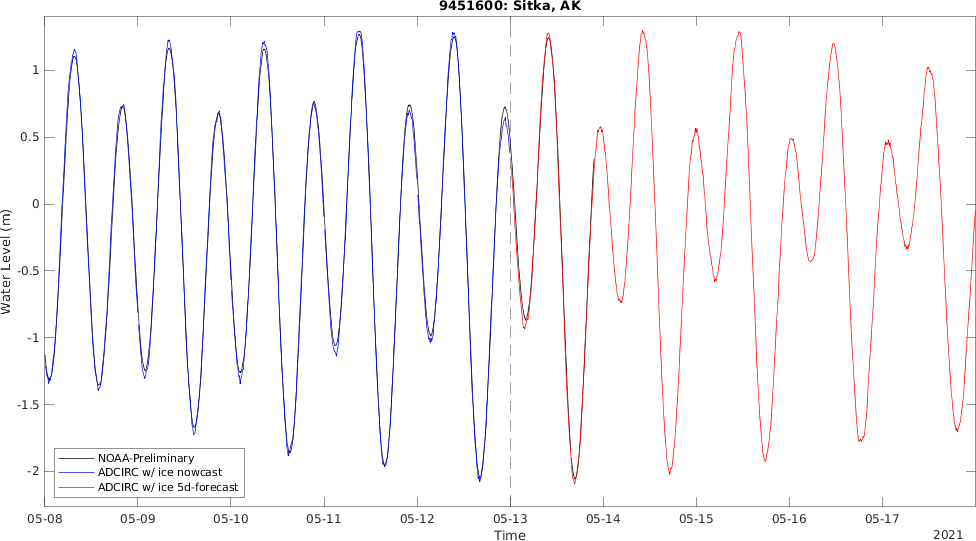 9451600: Sitka, AK
1
0.5
0
-0.5
-1
-1.5
-2
Water Level (m)
NOAA-Preliminary
ADCIRC w/ ice nowcast
ADCIRC w/ ice 5d-forecast
05-08 05-09 05-10 05-11 05-12 05-13 05-14 05-15 05-16 05-17
Time
2021